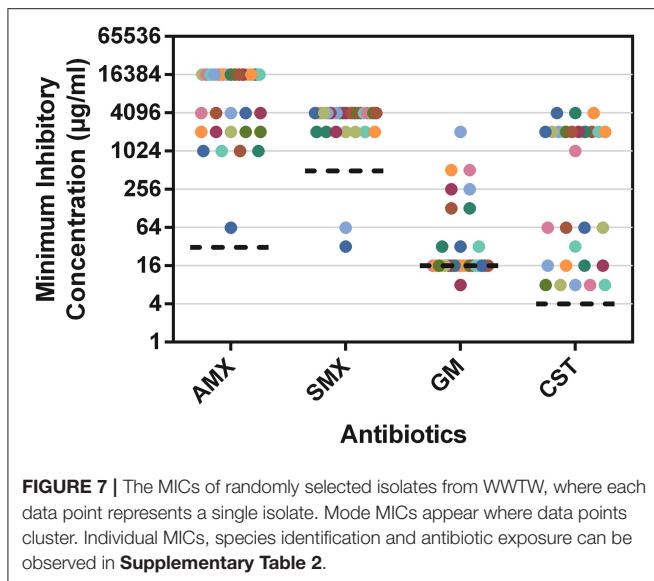 Minimum Inhibitory
Concentration (µg/ml)
65536
16384
4096
1024
256
64
16
4
1
AMX
SMX
GM
CST
Antibiotics
FIGURE 7 | The MICs of randomly selected isolates from WWTW, where each
data point represents a single isolate. Mode MICs appear where data points
cluster. Individual MICs, species identification and antibiotic exposure can be
observed in Supplementary Table 2.